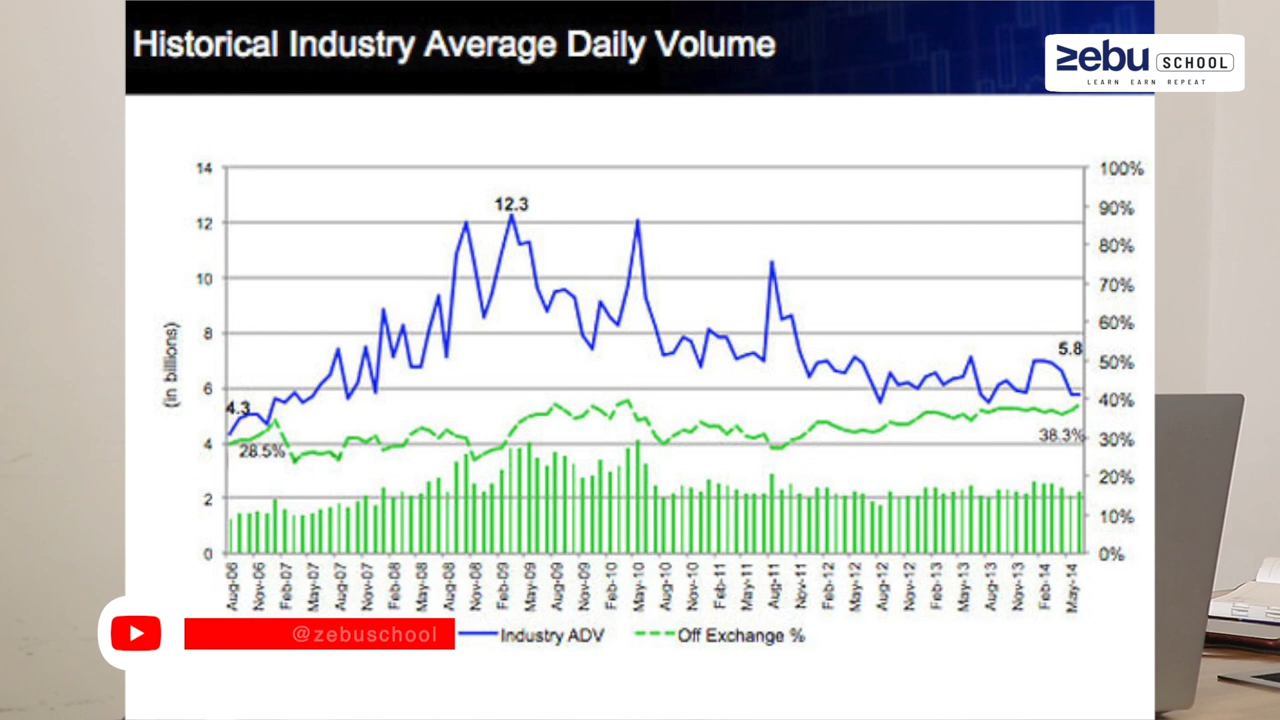 Historical Industry Average Daily Volume
zebu SCHOOL
LEARN EARN REPEAT
14
12
10
8
6
4
2
0
(in billions)
100%
90%
80%
70%
60%
50%
40%
30%
20%
10%
0%
4.3
28.5%
12.3
5.8
38.3%
Aug-06
Nov-06
Feb-07
May-07
Aug-07
Nov-07
Feb-08
May-08
Aug-08
Nov-08
Feb-09
May-09
Aug-09
Nov-09
Feb-10
May-10
Aug-10
Nov-10
Feb-11
May-11
Aug-11
Nov-11
Feb-12
May-12
Aug-12
Nov-12
Feb-13
May-13
Aug-13
Nov-13
Feb-14
May-14
@zebuschool
Industry ADV
Off Exchange %